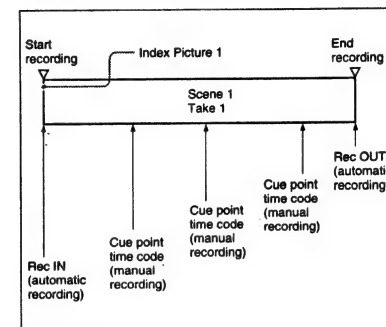 Start
recording
Index Picture 1
End
recording
Scene 1
Take 1
Rec IN
(automatic
recording)
Cue point
time code
(manual
recording)
Cue point
time code
(manual
recording)
Cue point
time code
(manual
recording)
Rec OUT
(automati
recording